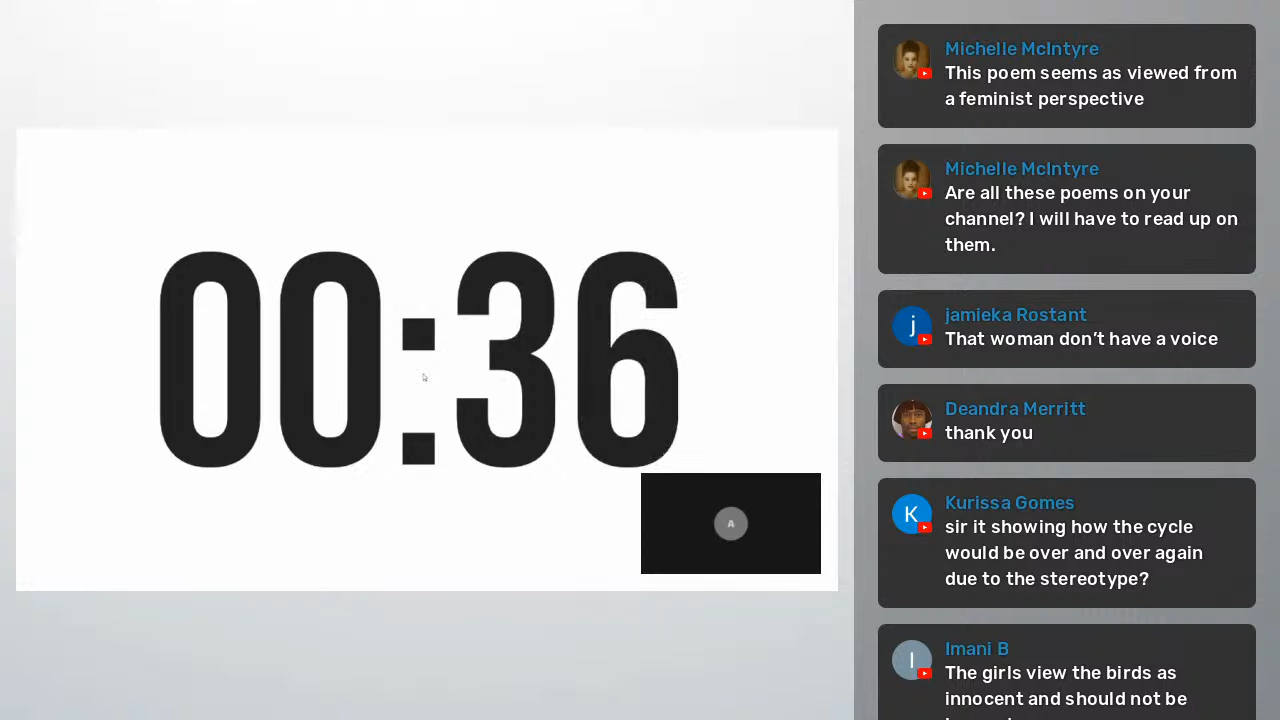 00:36
A
Michelle McIntyre
This poem seems as viewed from
a feminist perspective
Michelle McIntyre
Are all these poems on your
channel? I will have to read up on
them.
j
jamieka Rostant
That woman don’t have a voice
Deandra Merritt
thank you
K
Kurissa Gomes
sir it showing how the cycle
would be over and over again
due to the stereotype?
I
Imani B
The girls view the birds as
innocent and should not be